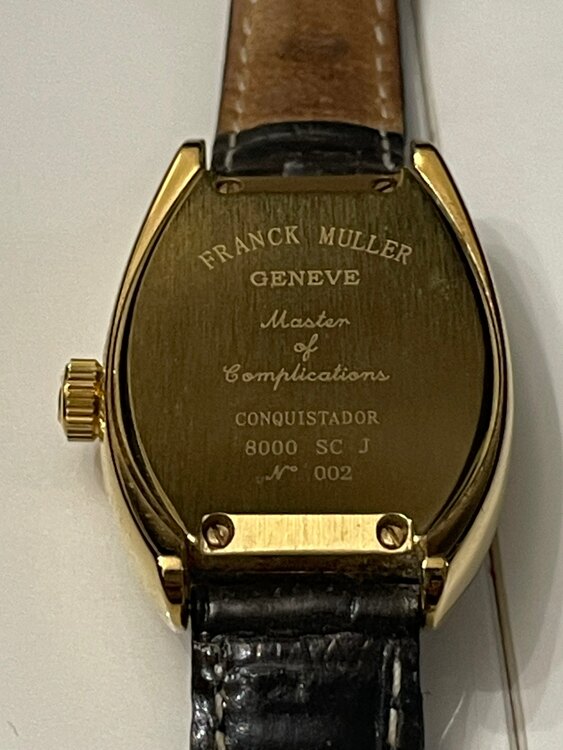 FRANCK MULLER
GENEVE
Master
of
Complications
CONQUISTADOR
8000 SC J
N° 002